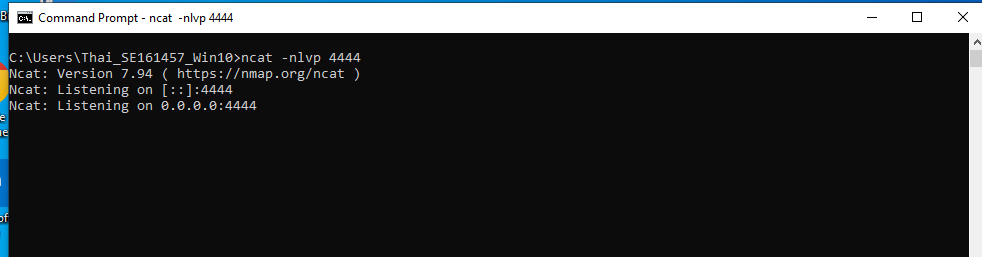 Command Prompt - ncat  -nlvp 4444
C:\Users\Thai_SE161457_Win10>ncat -nlvp 4444
Ncat: Version 7.94 ( https://nmap.org/ncat )
Ncat: Listening on [::]:4444
Ncat: Listening on 0.0.0.0:4444